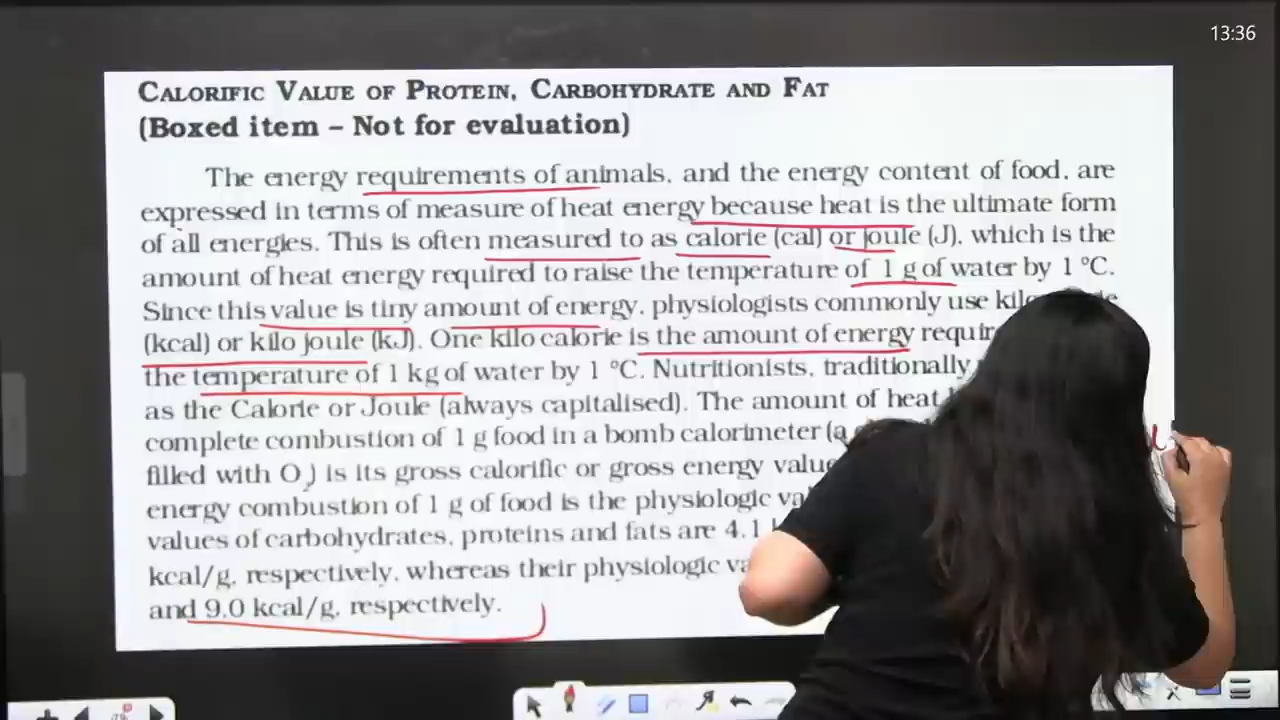 13:36
CALORIFIC VALUE OF PROTEIN, CARBOHYDRATE AND FAT
(Boxed item – Not for evaluation)
The energy requirements of animals, and the energy content of food, are
expressed in terms of measure of heat energy because heat is the ultimate form
of all energies. This is often measured to as calorie (cal) or joule (J), which is the
amount of heat energy required to raise the temperature of 1 g of water by 1 °C.
Since this value is tiny amount of energy, physiologists commonly use
(kcal) or kilo joule (kJ). One kilo calorie is the amount of energy
the temperature of 1 kg of water by 1 °C. Nutritionists, traditionally
as the Calorie or Joule (always capitalised). The amount of heat
complete combustion of 1 g food in a bomb calorimeter (a
filled with O₂) is its gross calorific or gross energy
energy combustion of 1 g of food is the physiologic
values of carbohydrates, proteins and fats are 4.1
kcal/g, respectively, whereas their physiologic
and 9.0 kcal/g, respectively.